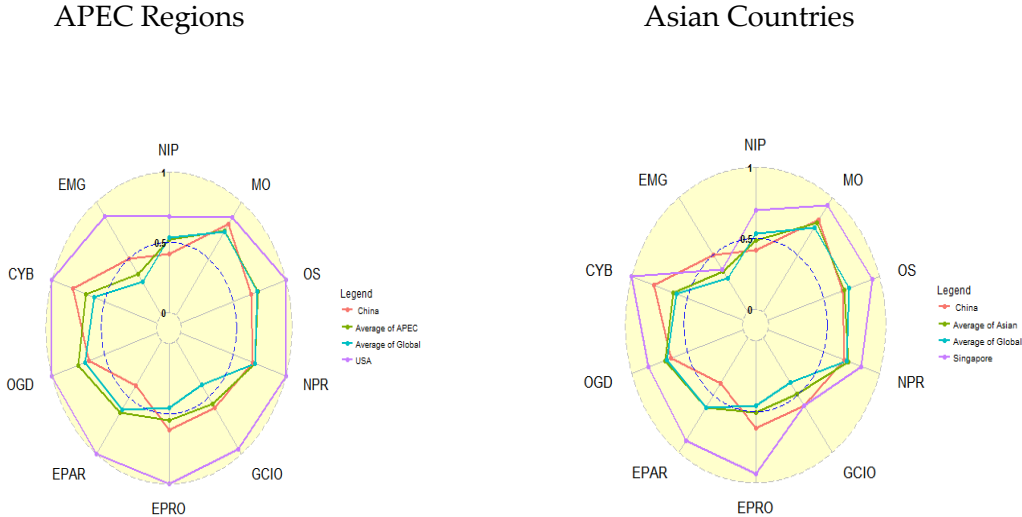 APEC Regions
Asian Countries
NIP
1
EMG
MO
0.5
CYB
OS
0
OGD
NPR
EPAR
GCIO
EPRO
Legend
China
Average of APEC
Average of Global
USA
NIP
1
EMG
MO
0.5
CYB
OS
0
OGD
NPR
EPAR
GCIO
EPRO
Legend
China
Average of Asian
Average of Global
Singapore